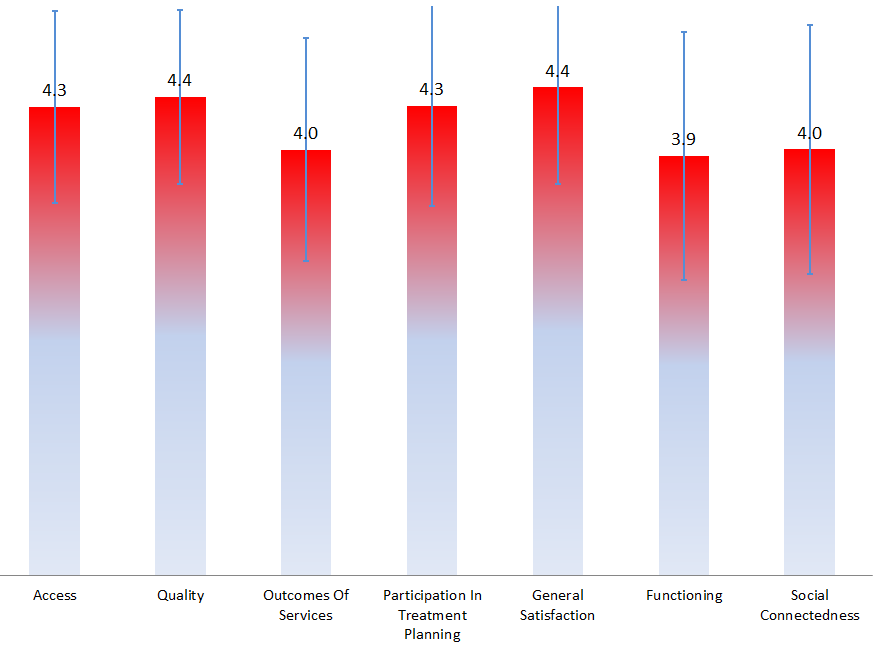 4.3
4.4
4.0
4.3
4.4
3.9
4.0
Access
Quality
Outcomes Of
Services
Participation In
Treatment
Planning
General
Satisfaction
Functioning
Social
Connectedness